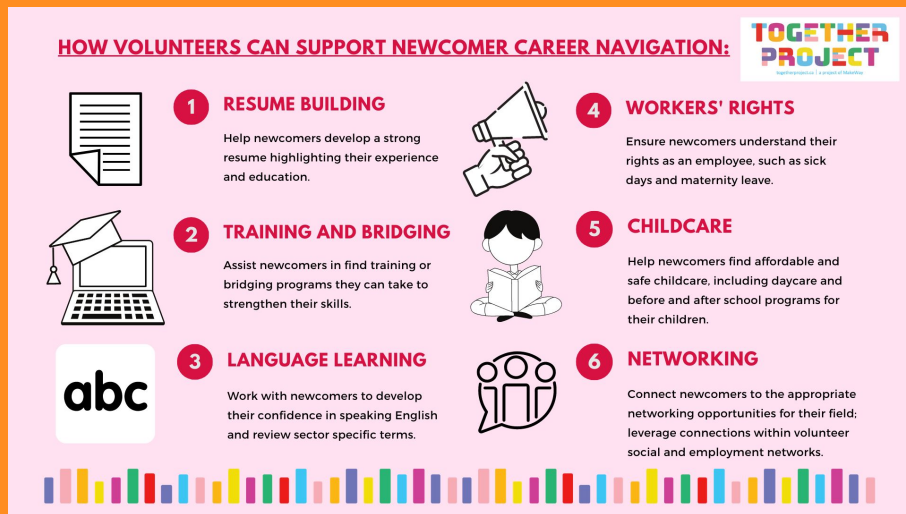 HOW VOLUNTEERS CAN SUPPORT NEWCOMER CAREER NAVIGATION:
TOGETHER
PROJECT
togetherproject.ca | a project of MakeWay
1
RESUME BUILDING
Help newcomers develop a strong
resume highlighting their experience
and education.
2
TRAINING AND BRIDGING
Assist newcomers in find training or
bridging programs they can take to
strengthen their skills.
abc
3
LANGUAGE LEARNING
Work with newcomers to develop
their confidence in speaking English
and review sector specific terms.
4
WORKERS' RIGHTS
Ensure newcomers understand their
rights as an employee, such as sick
days and maternity leave.
5
CHILDCARE
Help newcomers find affordable and
safe childcare, including daycare and
before and after school programs for
their children.
6
NETWORKING
Connect newcomers to the appropriate
networking opportunities for their field;
leverage connections within volunteer
social and employment networks.